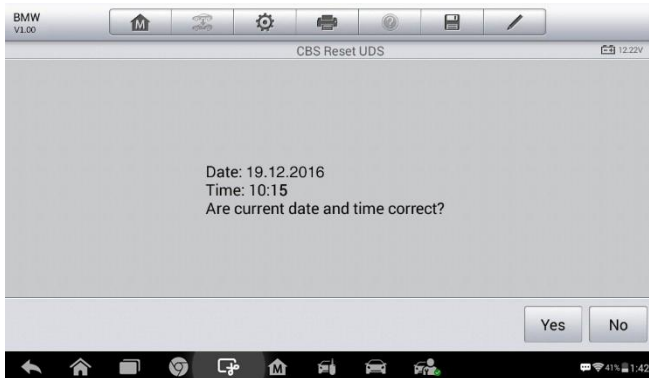 BMW
V1.00
M
CBS Reset UDS
12.22V
Date: 19.12.2016
Time: 10:15
Are current date and time correct?
Yes
No
M
41% 1:42